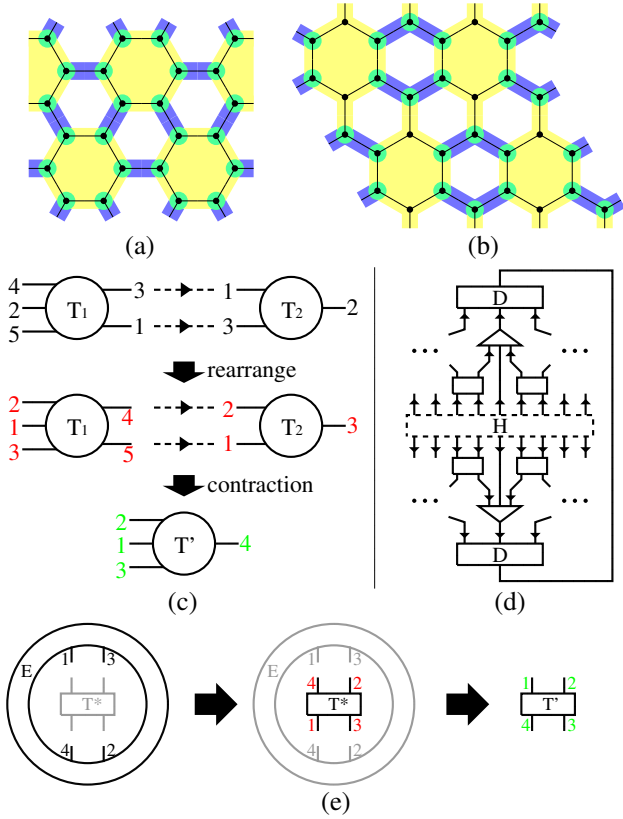 (a) (b)
4 3 1
2 T1 T2 2
5 1 3
rearrange
2 4 2
1 T1 T2 3
3 5 1
contraction
2
1 T' 4
3
(c)
D
... ...
H
... ...
D
(d)
1 3 4 2 1 3 1 2
E T* E T* T'
4 2 1 3 4 2 4 3
(e)